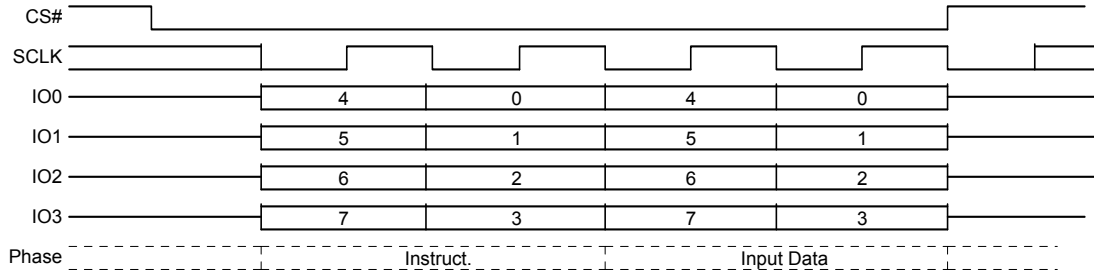 CS#
SCLK
IO0 4 0 4 0
IO1 5 1 5 1
IO2 6 2 6 2
IO3 7 3 7 3
Phase Instruct. Input Data